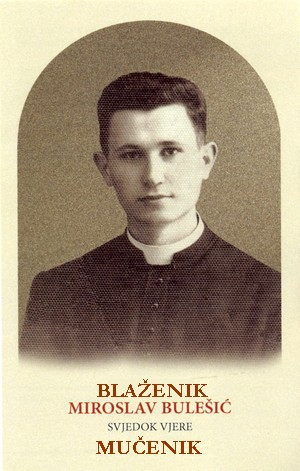 BLAŽENIK
MIROSLAV BULEŠIĆ
SVJEDOK VJERE
MUČENIK